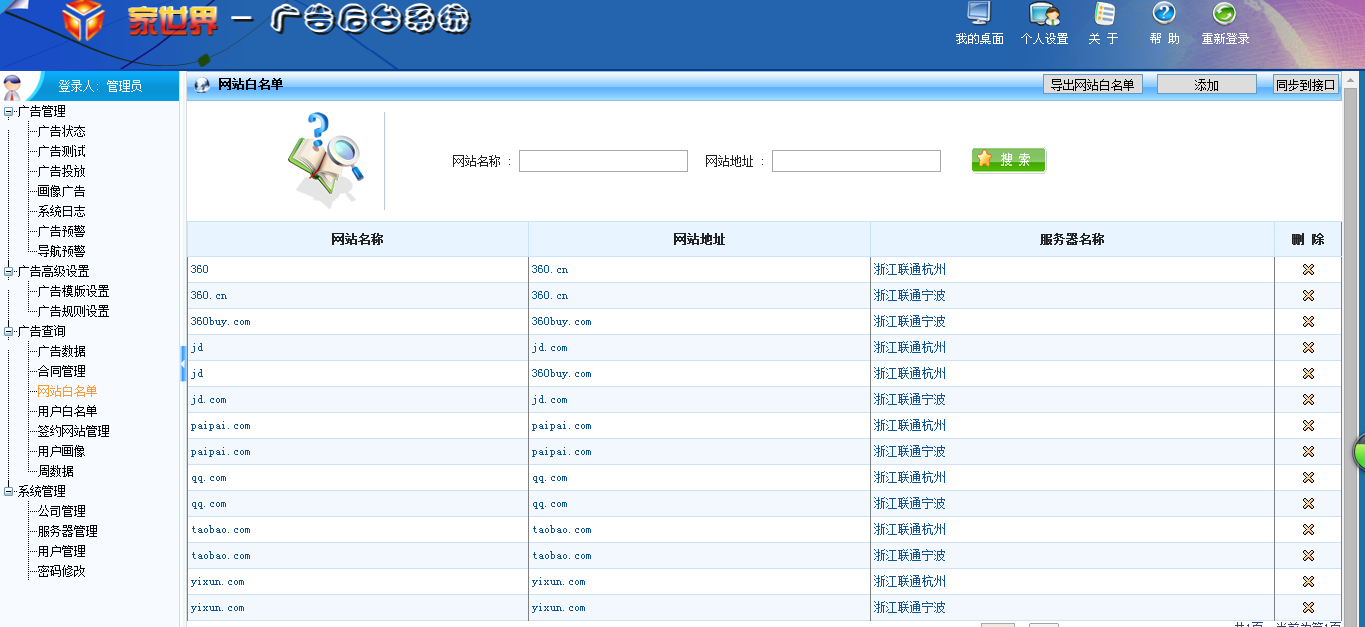 家世界 — 广告后台系统
我的桌面 个人设置 关 于 帮 助 重新登录
登录人: 管理员
广告管理
广告状态
广告测试
广告投放
画像广告
系统日志
广告预警
导航预警
广告高级设置
广告模版设置
广告规则设置
广告查询
广告数据
合同管理
网站白名单
用户白名单
签约网站管理
用户画像
周数据
系统管理
公司管理
服务器管理
用户管理
密码修改
网站白名单 导出网站白名单 添加 同步到接口
网站名称 : 网站地址 : 搜 索
网站名称 网站地址 服务器名称 删 除
360 360.cn 浙江联通杭州
360.cn 360.cn 浙江联通宁波
360buy.com 360buy.com 浙江联通宁波
jd jd.com 浙江联通杭州
jd 360buy.com 浙江联通杭州
jd.com jd.com 浙江联通宁波
paipai.com paipai.com 浙江联通杭州
paipai.com paipai.com 浙江联通宁波
qq.com qq.com 浙江联通杭州
qq.com qq.com 浙江联通宁波
taobao.com taobao.com 浙江联通杭州
taobao.com taobao.com 浙江联通宁波
yixun.com yixun.com 浙江联通杭州
yixun.com yixun.com 浙江联通宁波
共1页 当前为第1页